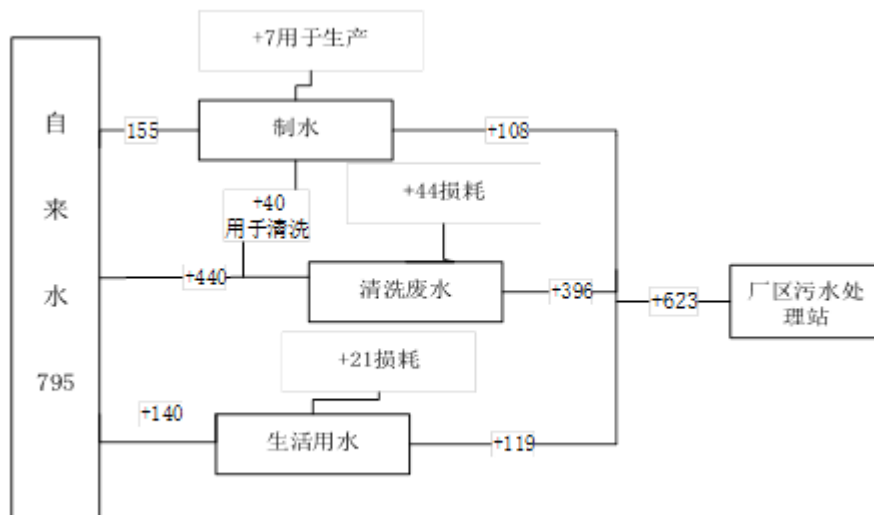 +7用于生产
自
来
水
795
155
制水
+108
+40
用于清洗
+44损耗
+440
清洗废水
+396
+623
厂区污水处
理站
+21损耗
+140
生活用水
+119